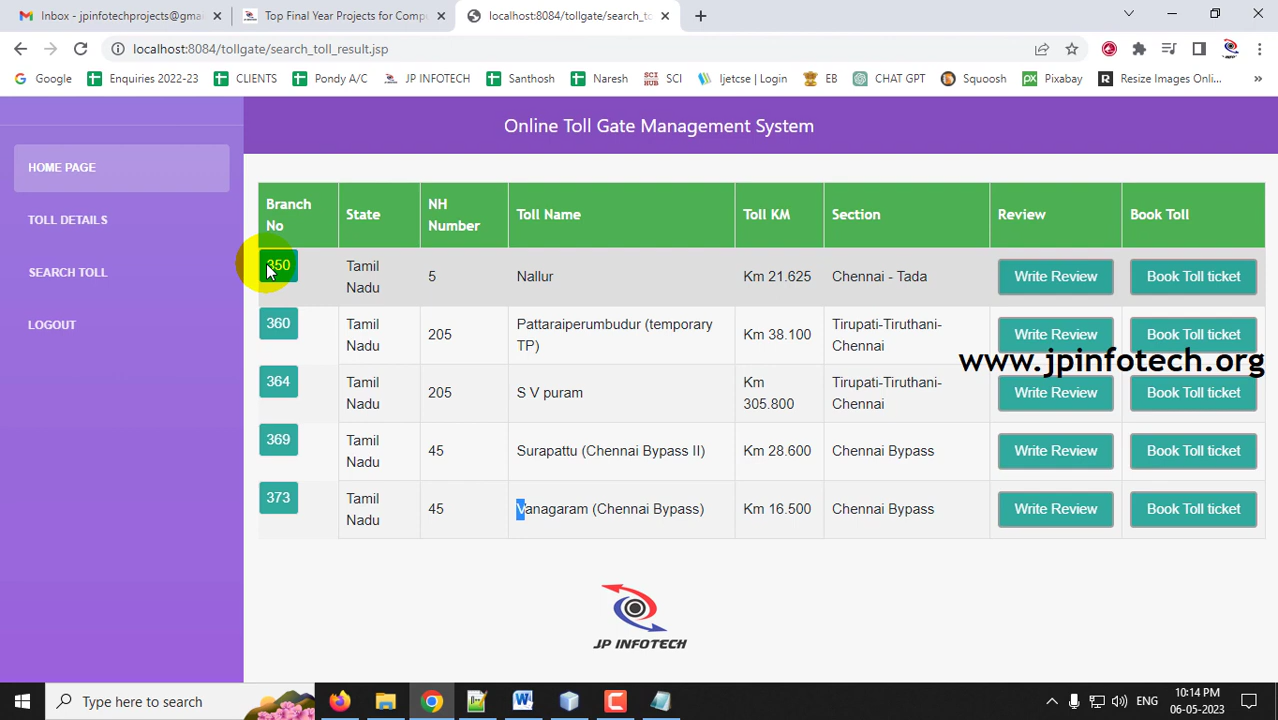 Inbox - jpinfotechprojects@gma
Top Final Year Projects for Comp
localhost:8084/tollgate/search_to
localhost:8084/tollgate/search_toll_result.jsp
Google
Enquiries 2022-23
CLIENTS
Pondy A/C
JP INFOTECH
Santhosh
Naresh
SCI HUB
SCI
Ijetcse | Login
EB
CHAT GPT
Squoosh
px
Pixabay
R
Resize Images Onli...
»
Online Toll Gate Management System
HOME PAGE
TOLL DETAILS
SEARCH TOLL
LOGOUT
Branch No State NH Number Toll Name Toll KM Section Review Book Toll
350 Tamil Nadu 5 Nallur Km 21.625 Chennai - Tada Write Review Book Toll ticket
360 Tamil Nadu 205 Pattaraiperumbudur (temporary TP) Km 38.100 Tirupati-Tiruthani-Chennai Write Review Book Toll ticket
www.jpinfotech.org
364 Tamil Nadu 205 S V puram Km 305.800 Tirupati-Tiruthani-Chennai Write Review Book Toll ticket
369 Tamil Nadu 45 Surapattu (Chennai Bypass II) Km 28.600 Chennai Bypass Write Review Book Toll ticket
373 Tamil Nadu 45 Vanagaram (Chennai Bypass) Km 16.500 Chennai Bypass Write Review Book Toll ticket
JP INFOTECH
Type here to search
ENG
10:14 PM
06-05-2023